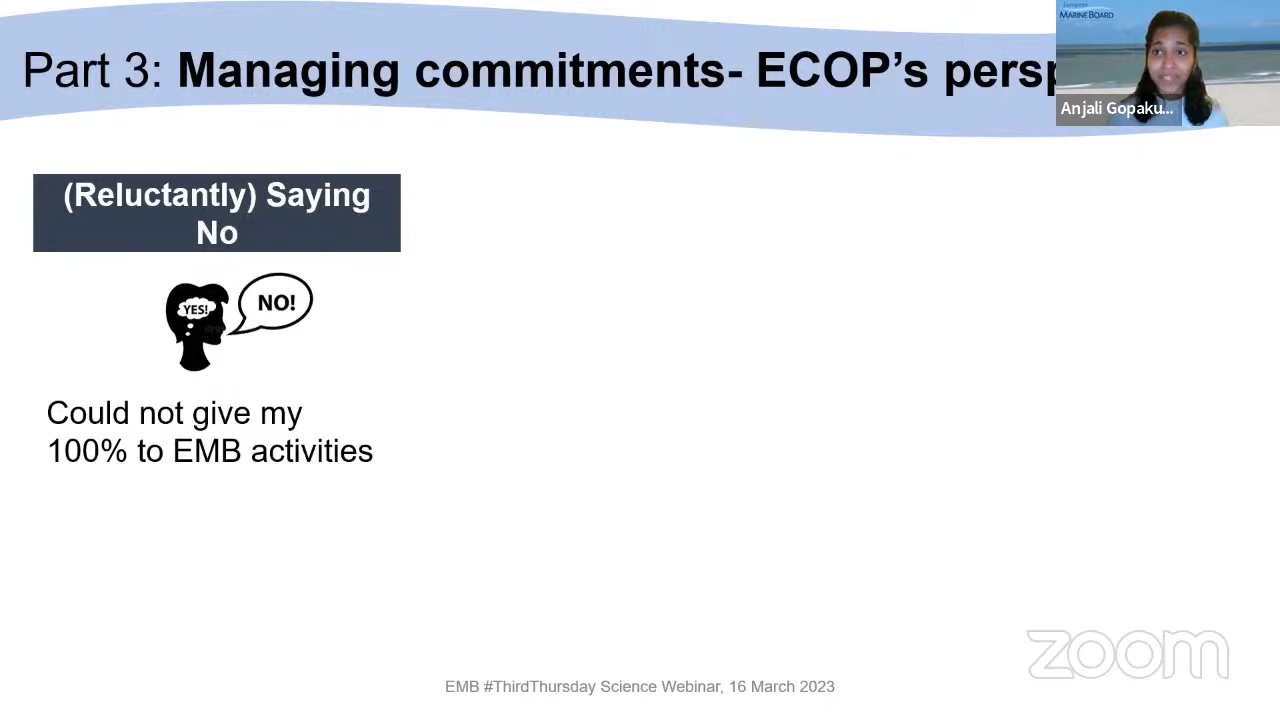 European
MARINE BOARD
Part 3: Managing commitments- ECOP's persp
Anjali Gopaku...
(Reluctantly) Saying
No
YES!
NO!
Could not give my
100% to EMB activities
zoom
EMB #ThirdThursday Science Webinar, 16 March 2023